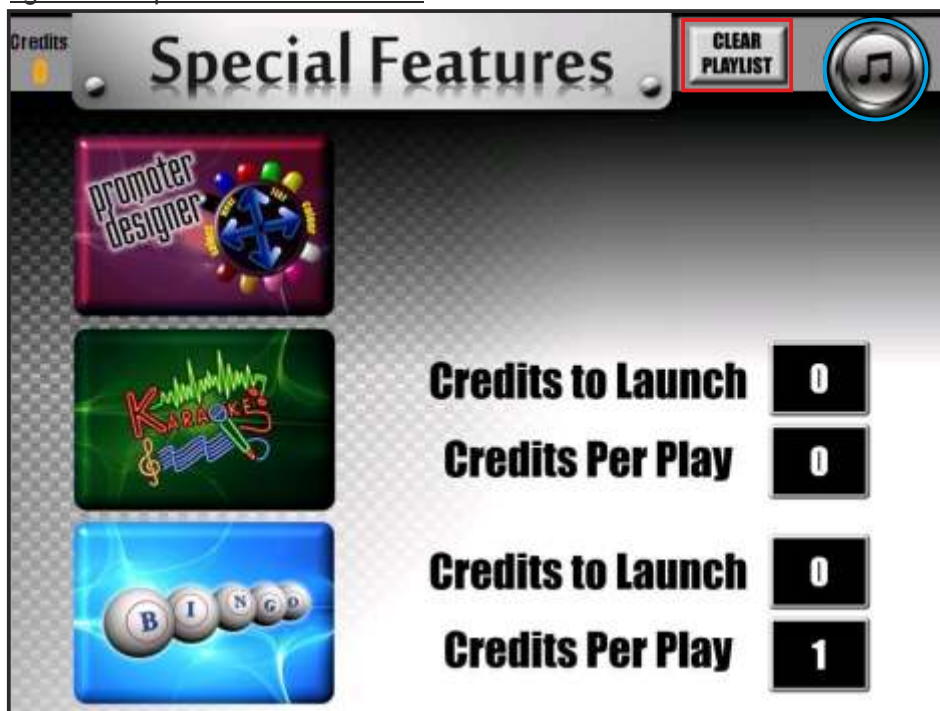 Credits
0
Special Features
CLEAR
PLAYLIST
promoter
designer
KARAOKE
Credits to Launch 0
Credits Per Play 0
BINGO
Credits to Launch 0
Credits Per Play 1